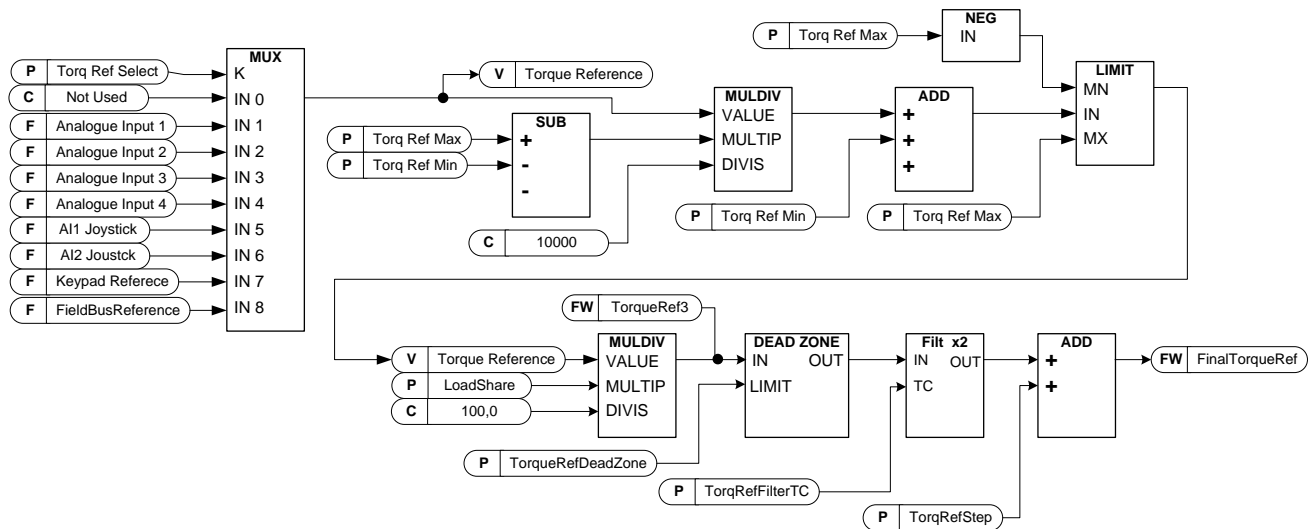 NEG
P Torq Ref Max IN
MUX
P Torq Ref Select K
C Not Used IN 0
F Analogue Input 1 IN 1
F Analogue Input 2 IN 2
F Analogue Input 3 IN 3
F Analogue Input 4 IN 4
F AI1 Joystick IN 5
F AI2 Joustck IN 6
F Keypad Referece IN 7
F FieldBusReference IN 8
V Torque Reference
SUB
P Torq Ref Max +
P Torq Ref Min -
-
MULDIV
VALUE
MULTIP
DIVIS
C 10000
ADD
+
+
+
P Torq Ref Min
P Torq Ref Max
LIMIT
MN
IN
MX
FW TorqueRef3
MULDIV
V Torque Reference VALUE
P LoadShare MULTIP
C 100,0 DIVIS
DEAD ZONE
IN OUT
LIMIT
P TorqueRefDeadZone
Filt x2
IN OUT
TC
P TorqRefFilterTC
ADD
+
+
P TorqRefStep
FW FinalTorqueRef